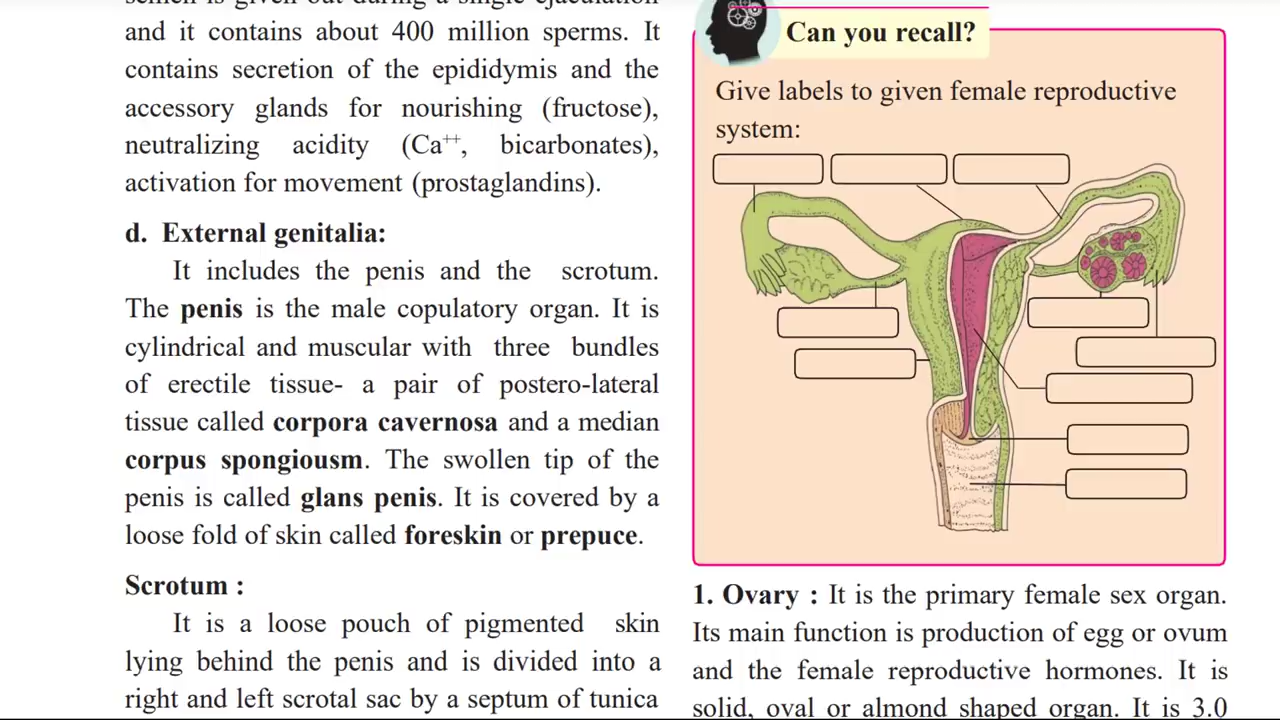 and it contains about 400 million sperms. It
contains secretion of the epididymis and the
accessory glands for nourishing (fructose),
neutralizing acidity (Ca⁺⁺, bicarbonates),
activation for movement (prostaglandins).
d. External genitalia:
It includes the penis and the scrotum.
The penis is the male copulatory organ. It is
cylindrical and muscular with three bundles
of erectile tissue- a pair of postero-lateral
tissue called corpora cavernosa and a median
corpus spongiousm. The swollen tip of the
penis is called glans penis. It is covered by a
loose fold of skin called foreskin or prepuce.
Scrotum :
It is a loose pouch of pigmented skin
lying behind the penis and is divided into a
right and left scrotal sac by a septum of tunica
Can you recall?
Give labels to given female reproductive
system:
1. Ovary : It is the primary female sex organ.
Its main function is production of egg or ovum
and the female reproductive hormones. It is
solid, oval or almond shaped organ. It is 3.0